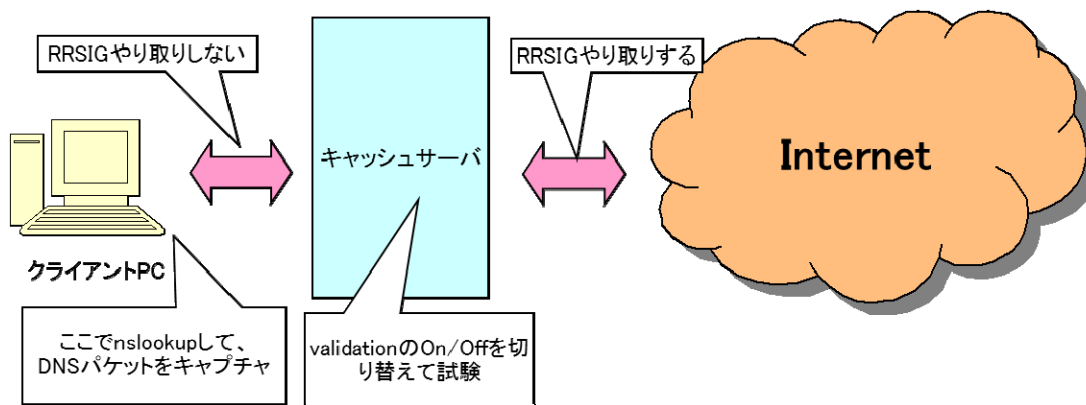 RRSIGやり取りしない
RRSIGやり取りする
キャッシュサーバ
Internet
クライアントPC
ここでnslookupして、
DNSパケットをキャプチャ
validationのOn/Offを切
り替えて試験